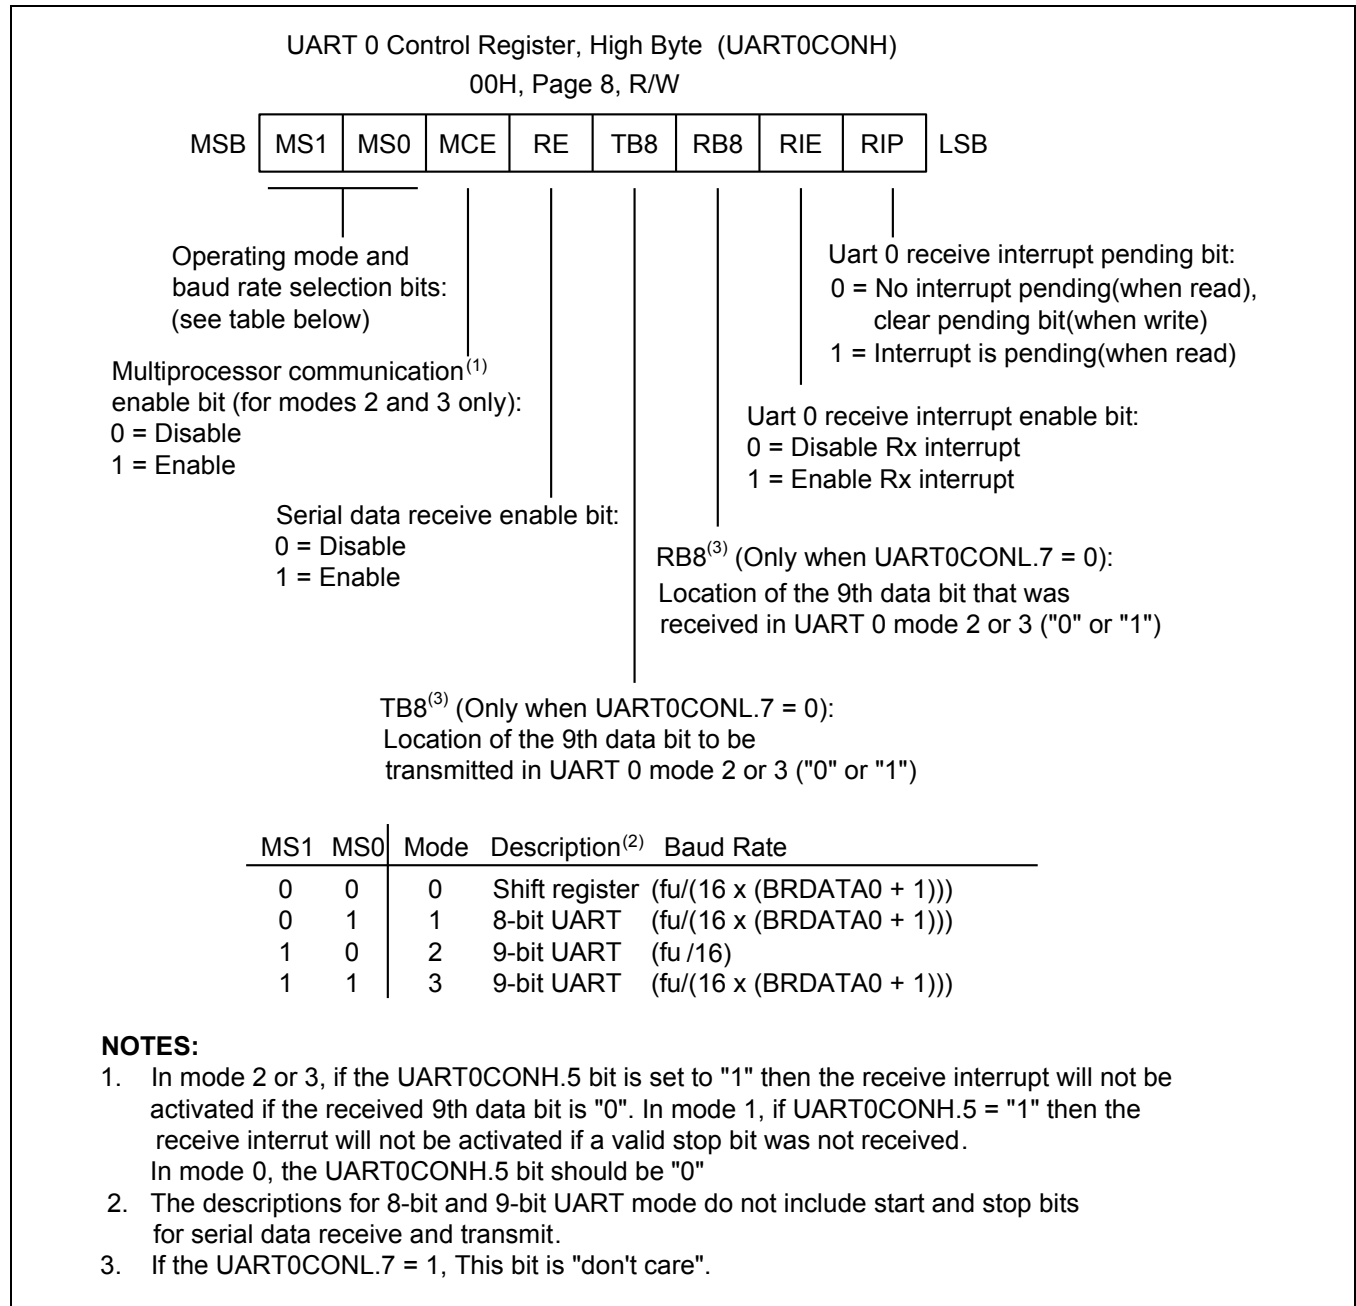 UART 0 Control Register, High Byte (UART0CONH)
00H, Page 8, R/W
MSB MS1 MS0 MCE RE TB8 RB8 RIE RIP LSB
Operating mode and
baud rate selection bits:
(see table below)
Uart 0 receive interrupt pending bit:
0 = No interrupt pending(when read),
clear pending bit(when write)
1 = Interrupt is pending(when read)
Multiprocessor communication(1)
enable bit (for modes 2 and 3 only):
0 = Disable
1 = Enable
Uart 0 receive interrupt enable bit:
0 = Disable Rx interrupt
1 = Enable Rx interrupt
Serial data receive enable bit:
0 = Disable
1 = Enable
RB8(3) (Only when UART0CONL.7 = 0):
Location of the 9th data bit that was
received in UART 0 mode 2 or 3 ("0" or "1")
TB8(3) (Only when UART0CONL.7 = 0):
Location of the 9th data bit to be
transmitted in UART 0 mode 2 or 3 ("0" or "1")
MS1 MS0 Mode Description(2) Baud Rate
0 0 0 Shift register (fu/(16 x (BRDATA0 + 1)))
0 1 1 8-bit UART (fu/(16 x (BRDATA0 + 1)))
1 0 2 9-bit UART (fu /16)
1 1 3 9-bit UART (fu/(16 x (BRDATA0 + 1)))
NOTES:
1. In mode 2 or 3, if the UART0CONH.5 bit is set to "1" then the receive interrupt will not be
activated if the received 9th data bit is "0". In mode 1, if UART0CONH.5 = "1" then the
receive interrut will not be activated if a valid stop bit was not received.
In mode 0, the UART0CONH.5 bit should be "0"
2. The descriptions for 8-bit and 9-bit UART mode do not include start and stop bits
for serial data receive and transmit.
3. If the UART0CONL.7 = 1, This bit is "don't care".